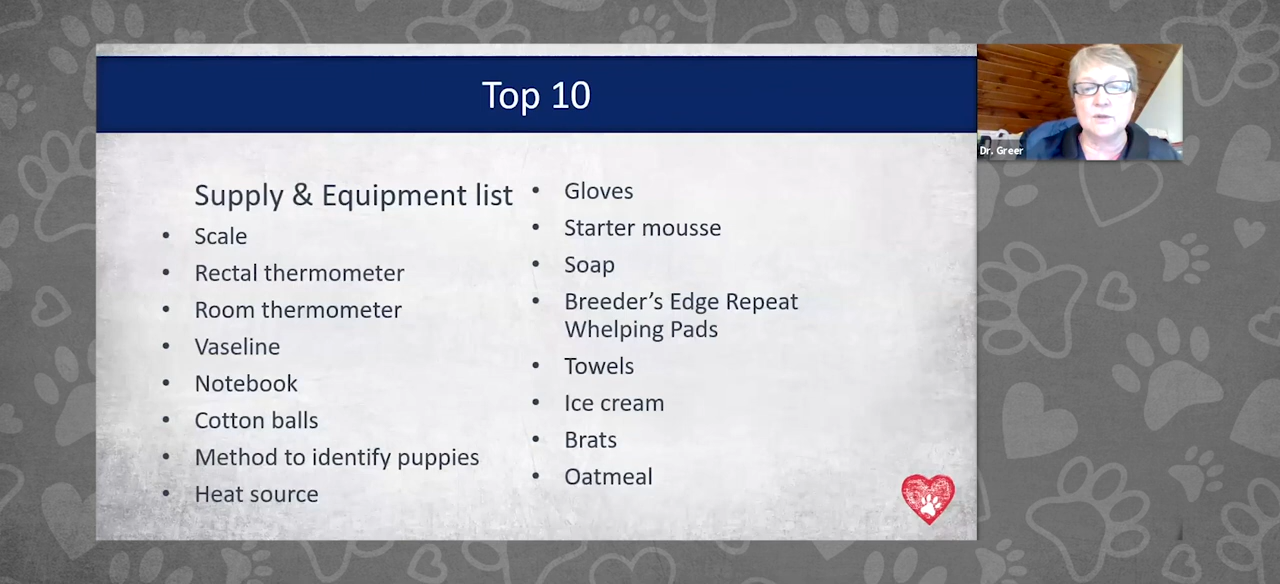 Top 10
Supply & Equipment list
• Scale
• Rectal thermometer
• Room thermometer
• Vaseline
• Notebook
• Cotton balls
• Method to identify puppies
• Heat source
• Gloves
• Starter mousse
• Soap
• Breeder’s Edge Repeat
Whelping Pads
• Towels
• Ice cream
• Brats
• Oatmeal
Dr. Greer